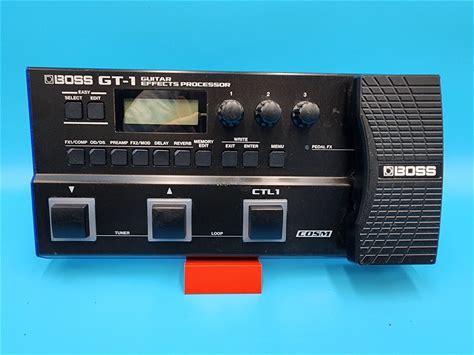 BOSS GT-1 GUITAR EFFECTS PROCESSOR
EASY
SELECT EDIT
1 2 3
WRITE
FX1/COMP OD/DS PREAMP FX2/MOD DELAY REVERB MEMORY EDIT EXIT ENTER MENU
PEDAL FX
BOSS
▼ ▲ CTL1
TUNER LOOP
COSM